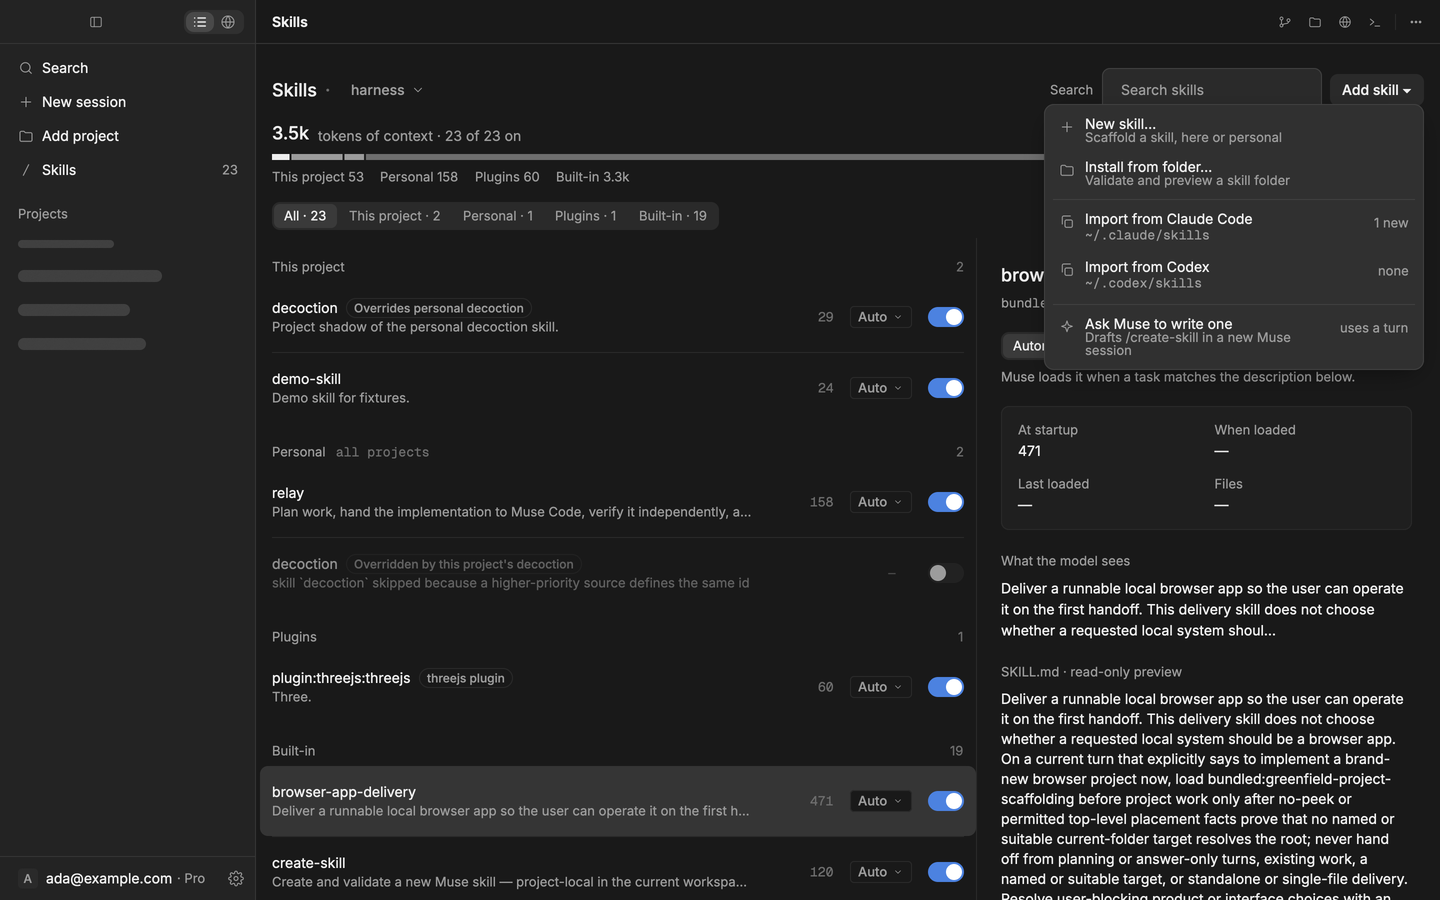 Skills
Search
New session
Add project
Skills 23
Projects
A ada@example.com · Pro
Skills · harness
Search Search skills Add skill
3.5k tokens of context · 23 of 23 on
This project 53 Personal 158 Plugins 60 Built-in 3.3k
All · 23 This project · 2 Personal · 1 Plugins · 1 Built-in · 19
New skill...
Scaffold a skill, here or personal
Install from folder...
Validate and preview a skill folder
Import from Claude Code 1 new
~/.claude/skills
Import from Codex none
~/.codex/skills
Ask Muse to write one uses a turn
Drafts /create-skill in a new Muse
session
This project 2
decoction Overrides personal decoction 29 Auto
Project shadow of the personal decoction skill.
demo-skill 24 Auto
Demo skill for fixtures.
Personal all projects 2
relay 158 Auto
Plan work, hand the implementation to Muse Code, verify it independently, a...
decoction Overridden by this project's decoction –
skill `decoction` skipped because a higher-priority source defines the same id
Plugins 1
plugin:threejs:threejs threejs plugin 60 Auto
Three.
Built-in 19
browser-app-delivery 471 Auto
Deliver a runnable local browser app so the user can operate it on the first h...
create-skill 120 Auto
Create and validate a new Muse skill — project-local in the current workspa...
brow
bundle
Autor
Muse loads it when a task matches the description below.
At startup When loaded
471 —
Last loaded Files
— —
What the model sees
Deliver a runnable local browser app so the user can operate
it on the first handoff. This delivery skill does not choose
whether a requested local system shoul...
SKILL.md · read-only preview
Deliver a runnable local browser app so the user can operate
it on the first handoff. This delivery skill does not choose
whether a requested local system should be a browser app.
On a current turn that explicitly says to implement a brand-
new browser project now, load bundled:greenfield-project-
scaffolding before project work only after no-peek or
permitted top-level placement facts prove that no named or
suitable current-folder target resolves the root; never hand
off from planning or answer-only turns, existing work, a
named or suitable target, or standalone or single-file delivery.
Resolve user-blocking product or interface choices with an